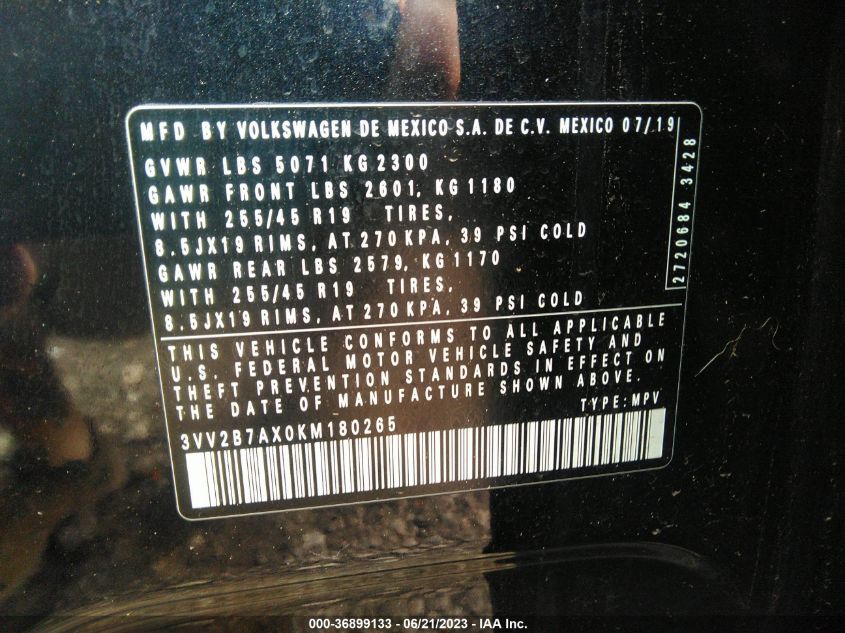 MFD BY VOLKSWAGEN DE MEXICO S.A. DE C.V. MEXICO 07/19
GVWR LBS 5071 KG 2300
GAWR FRONT LBS 2601, KG 1180
WITH 255/45 R19 TIRES,
8.5JX19 RIMS, AT 270 KPA, 39 PSI COLD
GAWR REAR LBS 2579, KG 1170
WITH 255/45 R19 TIRES,
8.5JX19 RIMS, AT 270 KPA, 39 PSI COLD
2720684 3428
THIS VEHICLE CONFORMS TO ALL APPLICABLE
U.S. FEDERAL MOTOR VEHICLE SAFETY AND
THEFT PREVENTION STANDARDS IN EFFECT ON
THE DATE OF MANUFACTURE SHOWN ABOVE.
TYPE: MPV
3VV2B7AX0KM180265
000-36899133 - 06/21/2023 - IAA Inc.